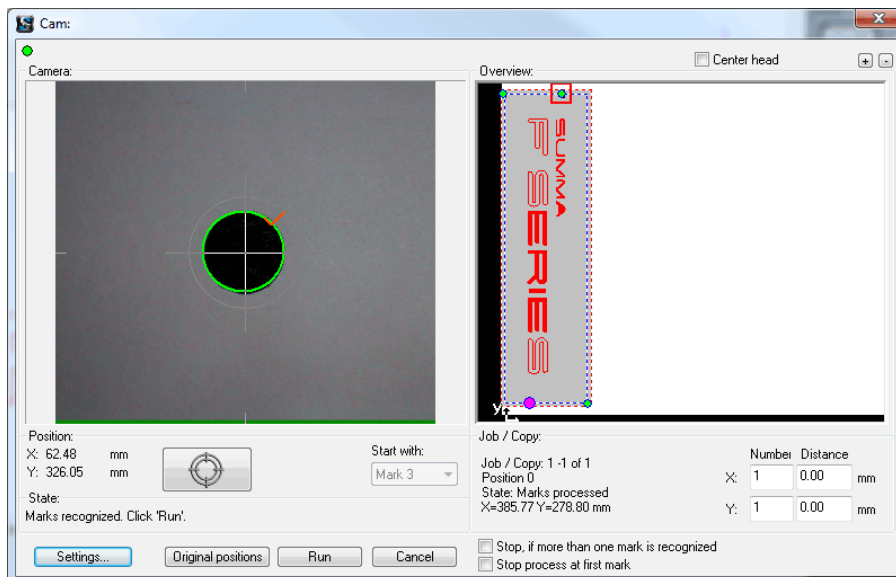 Cam:
Center head
+ -
Camera:
Overview:
SUMMA
F SERIES
y
Position:
X: 62.48 mm
Y: 326.05 mm
Start with:
Mark 3
State:
Marks recognized. Click 'Run'.
Job / Copy:
Job / Copy: 1 -1 of 1
Position 0
State: Marks processed
X=385.77 Y=278.80 mm
Number Distance
X: 1 0.00 mm
Y: 1 0.00 mm
Settings... Original positions Run Cancel
Stop, if more than one mark is recognized
Stop process at first mark